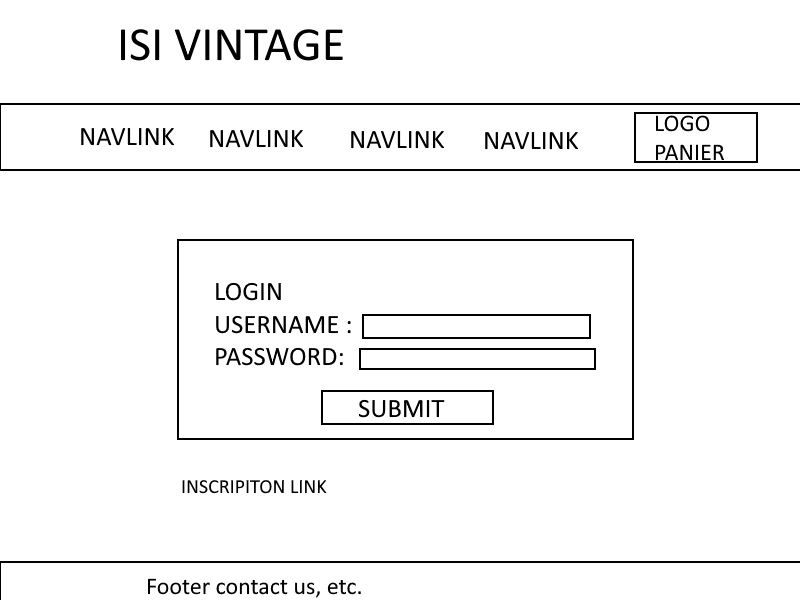 ISI VINTAGE
NAVLINK NAVLINK NAVLINK NAVLINK LOGO
PANIER
LOGIN
USERNAME :
PASSWORD:
SUBMIT
INSCRIPITON LINK
Footer contact us, etc.